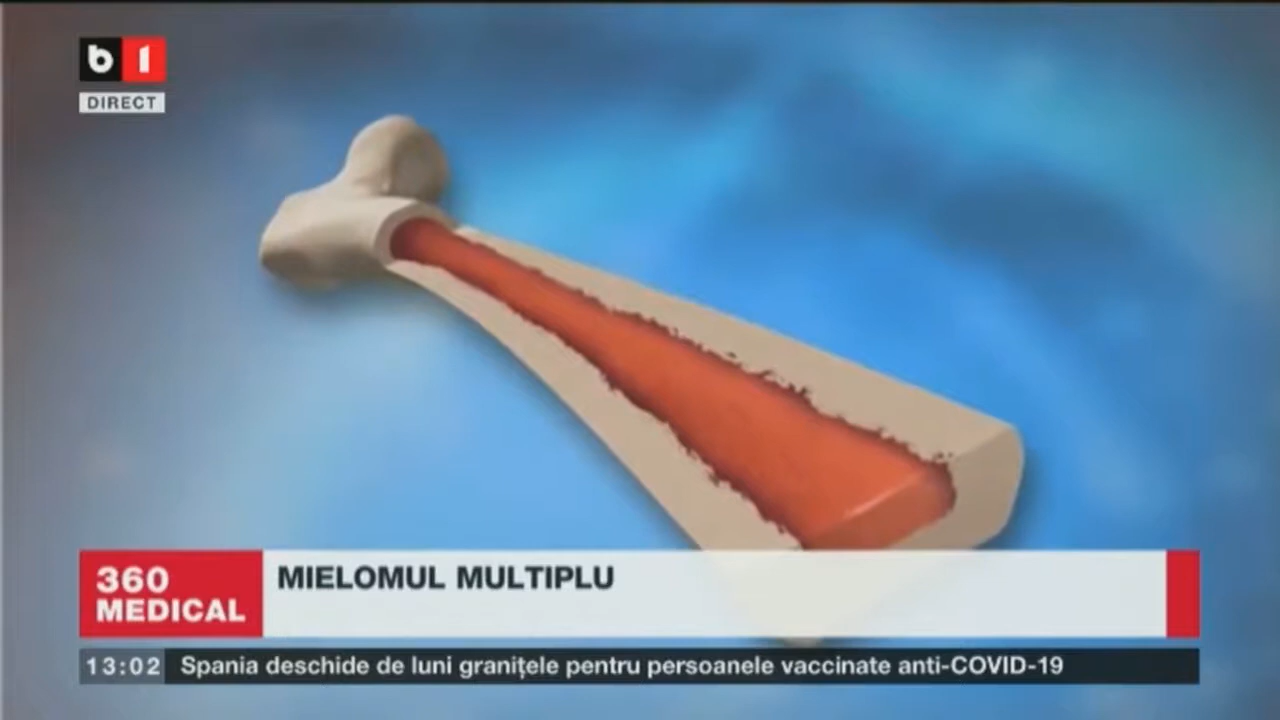 b1
DIRECT
360
MEDICAL
MIELOMUL MULTIPLU
13:02 Spania deschide de luni granițele pentru persoanele vaccinate anti-COVID-19